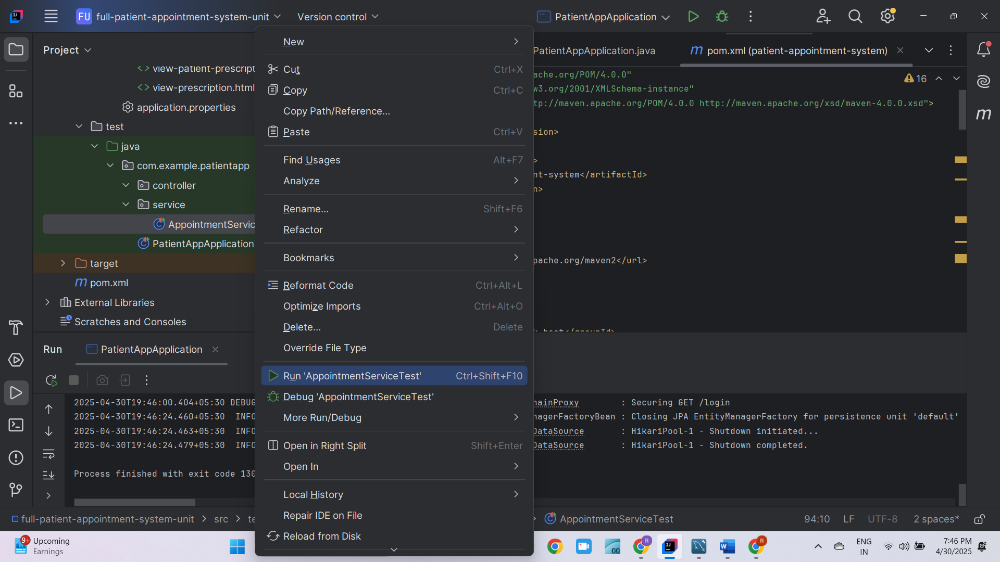 FU full-patient-appointment-system-unit Version control PatientAppApplication
Project
view-patient-prescript
view-prescription.html
application.properties
test
java
com.example.patientapp
controller
service
AppointmentServic
PatientAppApplication
target
pom.xml
External Libraries
Scratches and Consoles
New
Cut Ctrl+X
Copy Ctrl+C
Copy Path/Reference...
Paste Ctrl+V
Find Usages Alt+F7
Analyze
Rename... Shift+F6
Refactor
Bookmarks
Reformat Code Ctrl+Alt+L
Optimize Imports Ctrl+Alt+O
Delete... Delete
Override File Type
Run 'AppointmentServiceTest' Ctrl+Shift+F10
Debug 'AppointmentServiceTest'
More Run/Debug
Open in Right Split Shift+Enter
Open In
Local History
Repair IDE on File
Reload from Disk
PatientAppApplication.java
pom.xml (patient-appointment-system)
16
ache.org/POM/4.0.0"
w3.org/2001/XMLSchema-instance"
tp://maven.apache.org/POM/4.0.0 http://maven.apache.org/xsd/maven-4.0.0.xsd">
sion>
>
nt-system</artifactId>
n>
pache.org/maven2</url>
Run PatientAppApplication
2025-04-30T19:46:00.404+05:30 DEBUG
2025-04-30T19:46:24.460+05:30 INFO
2025-04-30T19:46:24.463+05:30 INFO
2025-04-30T19:46:24.479+05:30 INFO
Process finished with exit code 130
hainProxy : Securing GET /login
nagerFactoryBean : Closing JPA EntityManagerFactory for persistence unit 'default'
DataSource : HikariPool-1 - Shutdown initiated...
DataSource : HikariPool-1 - Shutdown completed.
full-patient-appointment-system-unit > src > te
> AppointmentServiceTest
94:10 LF UTF-8 2 spaces*
9+ Upcoming
Earnings
ENG
IN
7:46 PM
4/30/2025